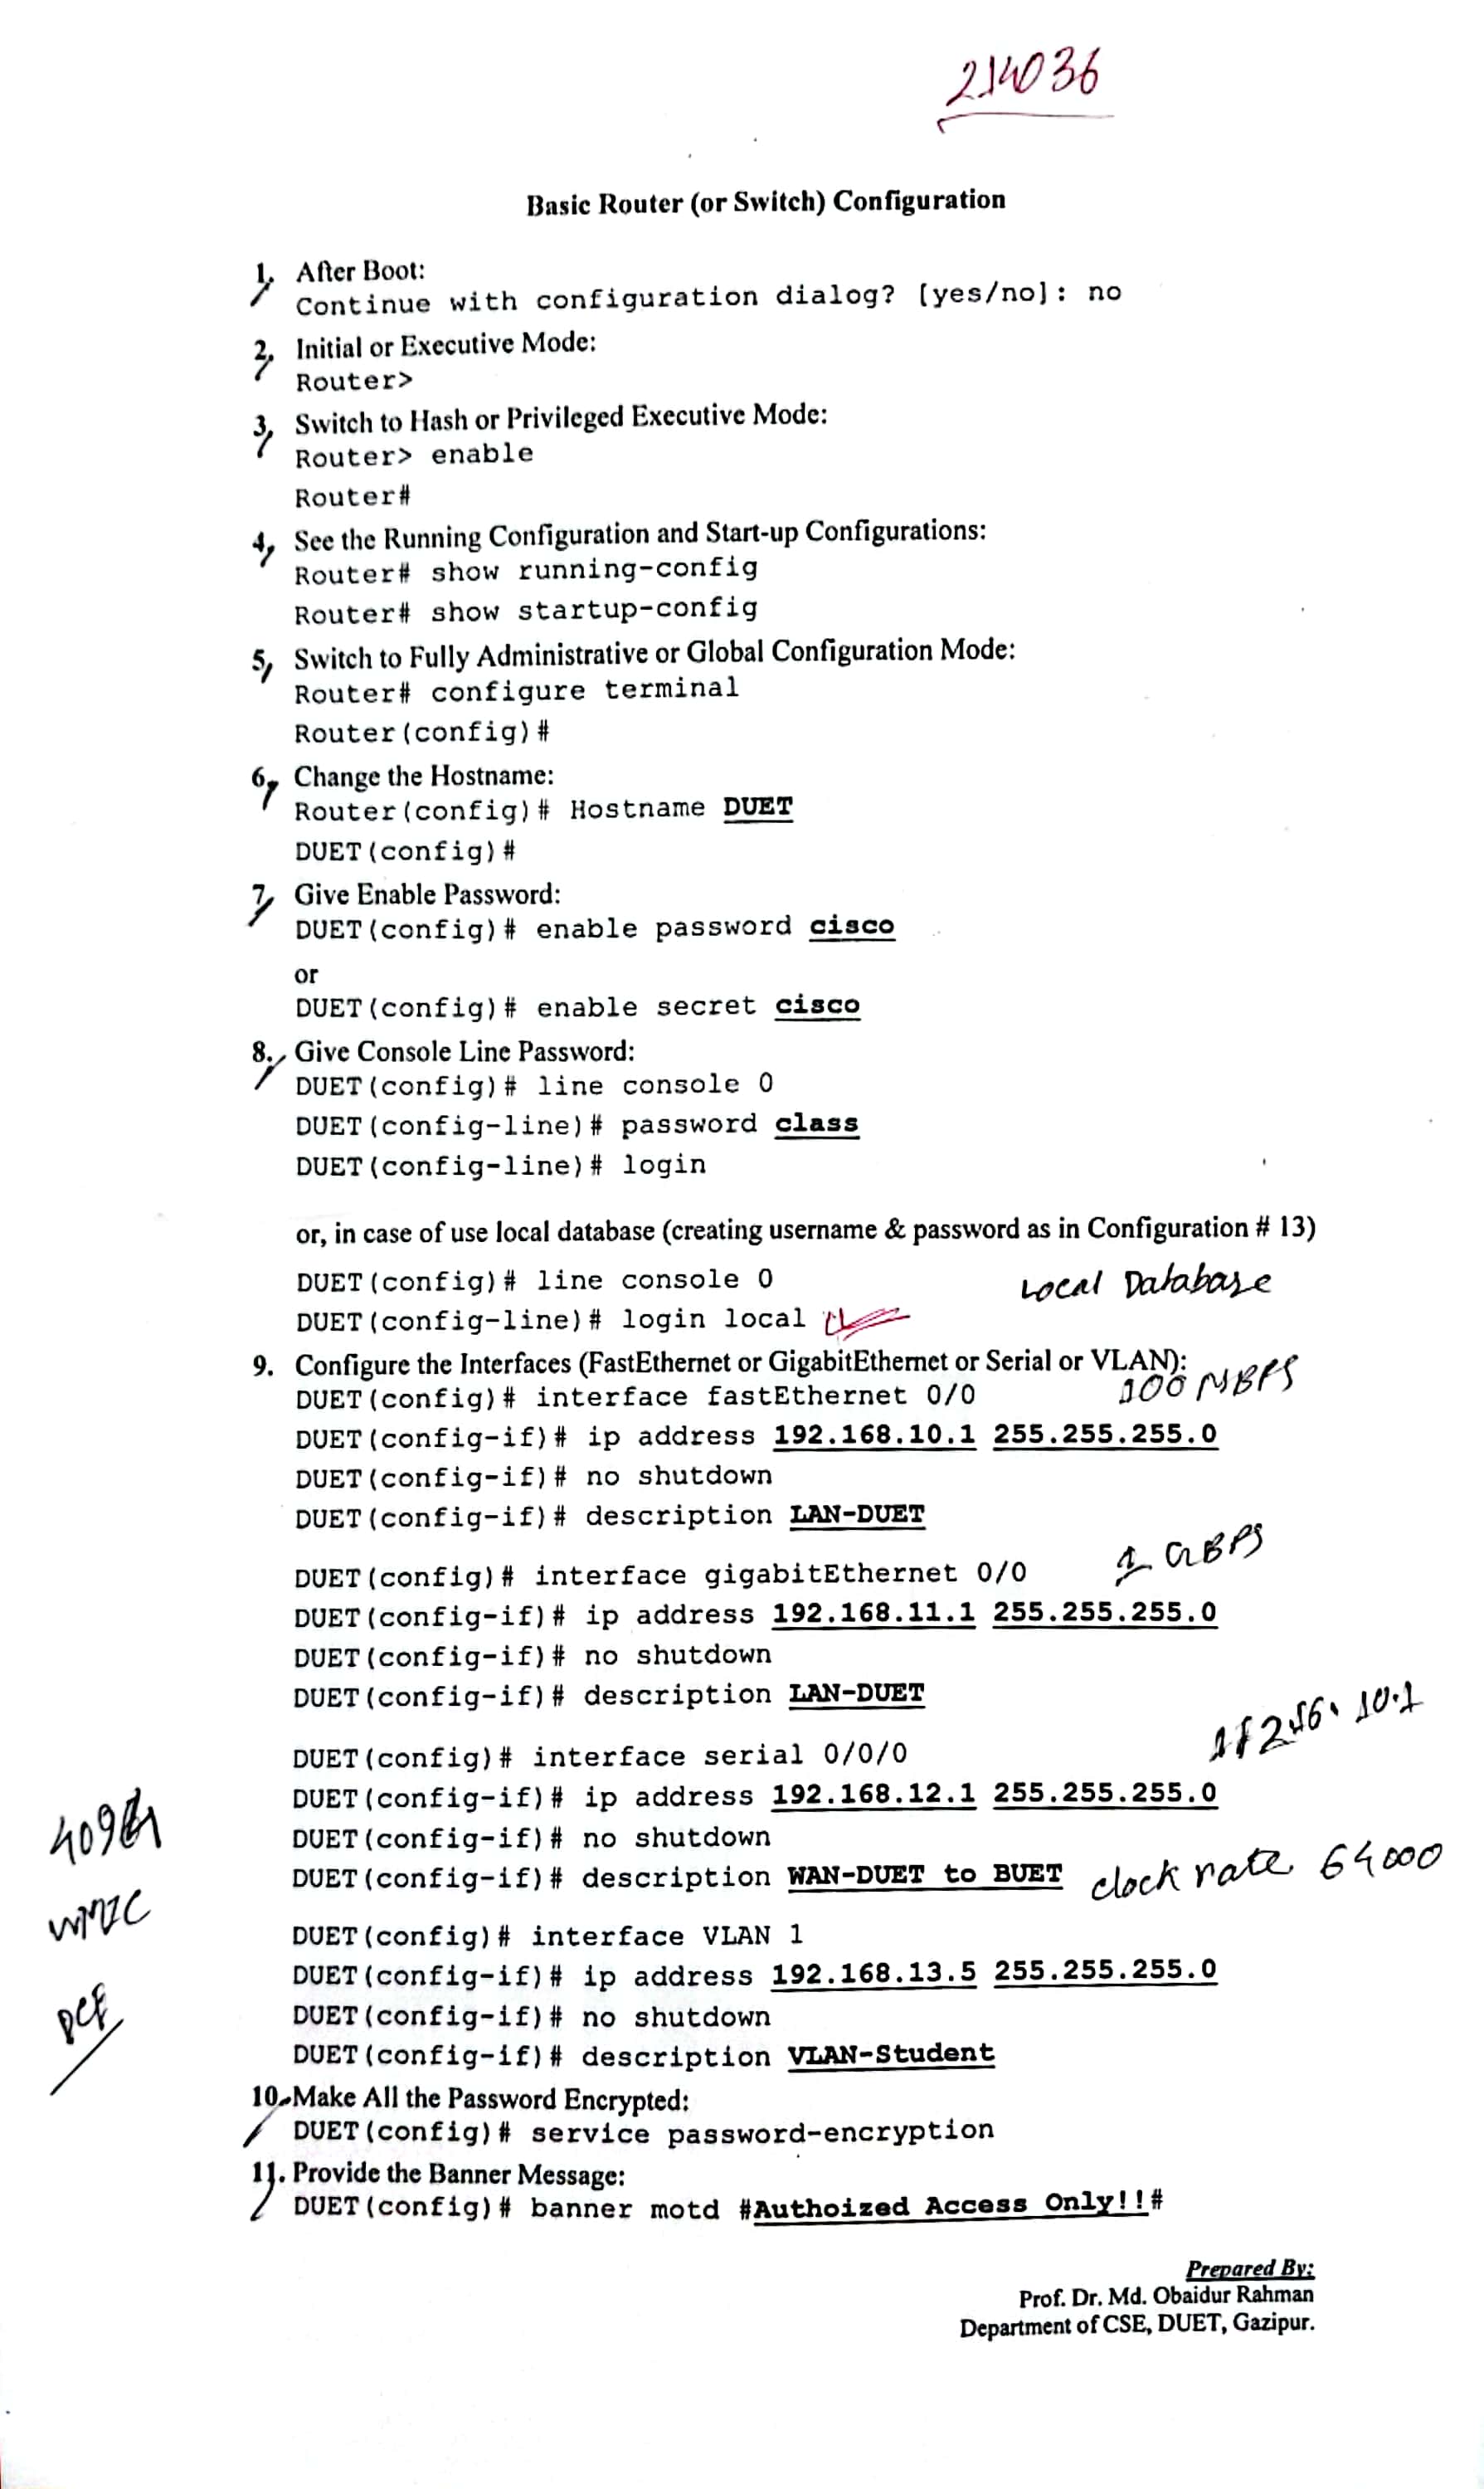 214036
Basic Router (or Switch) Configuration
1. After Boot:
Continue with configuration dialog? [yes/no]: no
2. Initial or Executive Mode:
Router>
3. Switch to Hash or Privileged Executive Mode:
Router> enable
Router#
4. See the Running Configuration and Start-up Configurations:
Router# show running-config
Router# show startup-config
5. Switch to Fully Administrative or Global Configuration Mode:
Router# configure terminal
Router(config)#
6. Change the Hostname:
Router(config)# Hostname DUET
DUET(config)#
7. Give Enable Password:
DUET(config)# enable password cisco
or
DUET(config)# enable secret cisco
8. Give Console Line Password:
DUET(config)# line console 0
DUET(config-line)# password class
DUET(config-line)# login
or, in case of use local database (creating username & password as in Configuration # 13)
DUET(config)# line console 0
Local Database
DUET(config-line)# login local
9. Configure the Interfaces (FastEthernet or GigabitEthernet or Serial or VLAN):
DUET(config)# interface fastEthernet 0/0
100 MBPS
DUET(config-if)# ip address 192.168.10.1 255.255.255.0
DUET(config-if)# no shutdown
DUET(config-if)# description LAN-DUET
DUET(config)# interface gigabitEthernet 0/0
1 GBPS
DUET(config-if)# ip address 192.168.11.1 255.255.255.0
DUET(config-if)# no shutdown
DUET(config-if)# description LAN-DUET
DUET(config)# interface serial 0/0/0
DUET(config-if)# ip address 192.168.12.1 255.255.255.0
DUET(config-if)# no shutdown
DUET(config-if)# description WAN-DUET to BUET
clock rate 64000
DUET(config)# interface VLAN 1
DUET(config-if)# ip address 192.168.13.5 255.255.255.0
DUET(config-if)# no shutdown
DUET(config-if)# description VLAN-Student
10. Make All the Password Encrypted:
DUET(config)# service password-encryption
11. Provide the Banner Message:
DUET(config)# banner motd #Authoized Access Only!!#
Prepared By:
Prof. Dr. Md. Obaidur Rahman
Department of CSE, DUET, Gazipur.